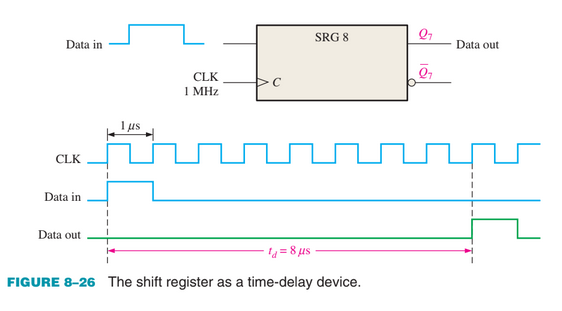 SRG 8
Q₇
Data in
Data out
CLK
1 MHz
C
Q̅₇
1 μs
CLK
Data in
Data out
t_d = 8 μs
FIGURE 8–26 The shift register as a time-delay device.